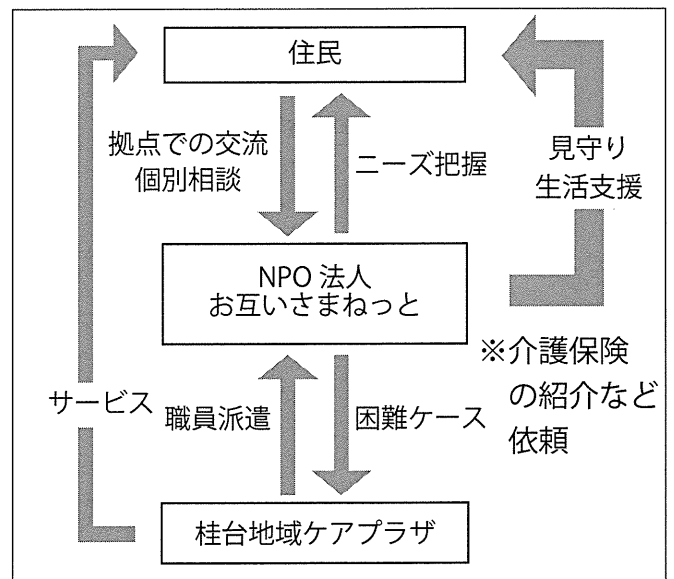 住民
拠点での交流
個別相談
ニーズ把握
見守り
生活支援
NPO 法人
お互いさまねっと
※介護保険
の紹介など
依頼
サービス
職員派遣
困難ケース
桂台地域ケアプラザ